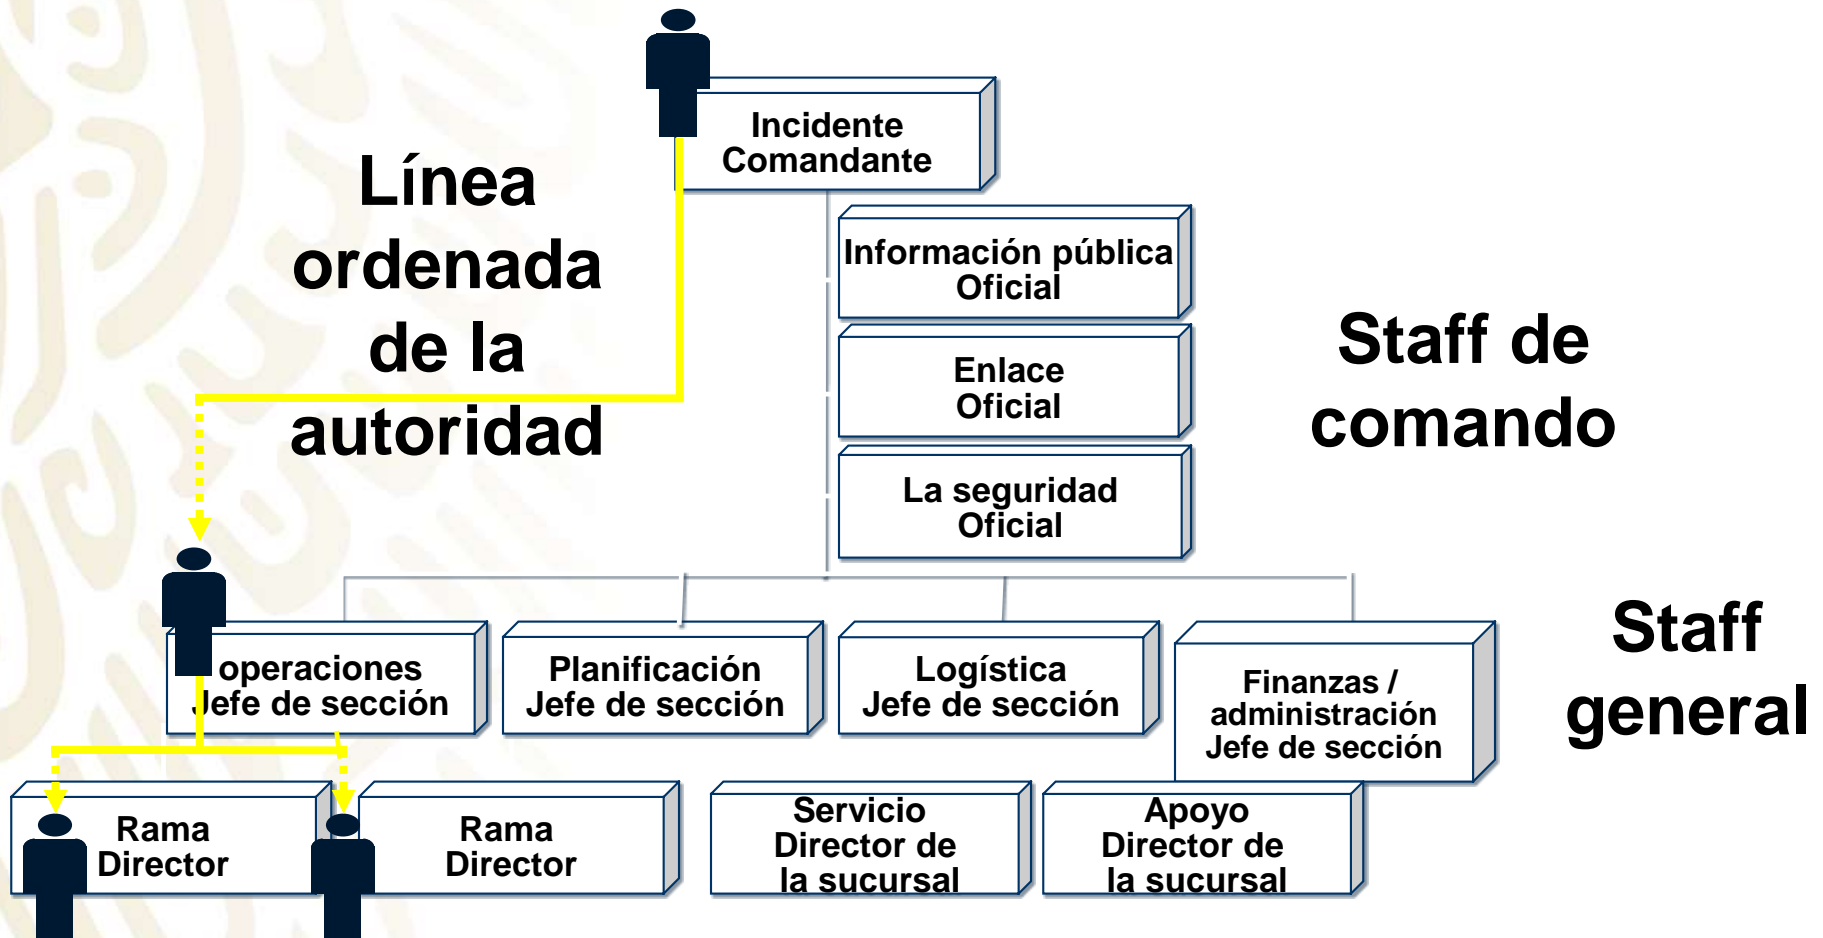 Incidente
Comandante
Línea
ordenada
de la
autoridad
Información pública
Oficial
Enlace
Oficial
La seguridad
Oficial
Staff de
comando
operaciones
Jefe de sección
Planificación
Jefe de sección
Logística
Jefe de sección
Finanzas /
administración
Jefe de sección
Staff
general
Rama
Director
Rama
Director
Servicio
Director de
la sucursal
Apoyo
Director de
la sucursal